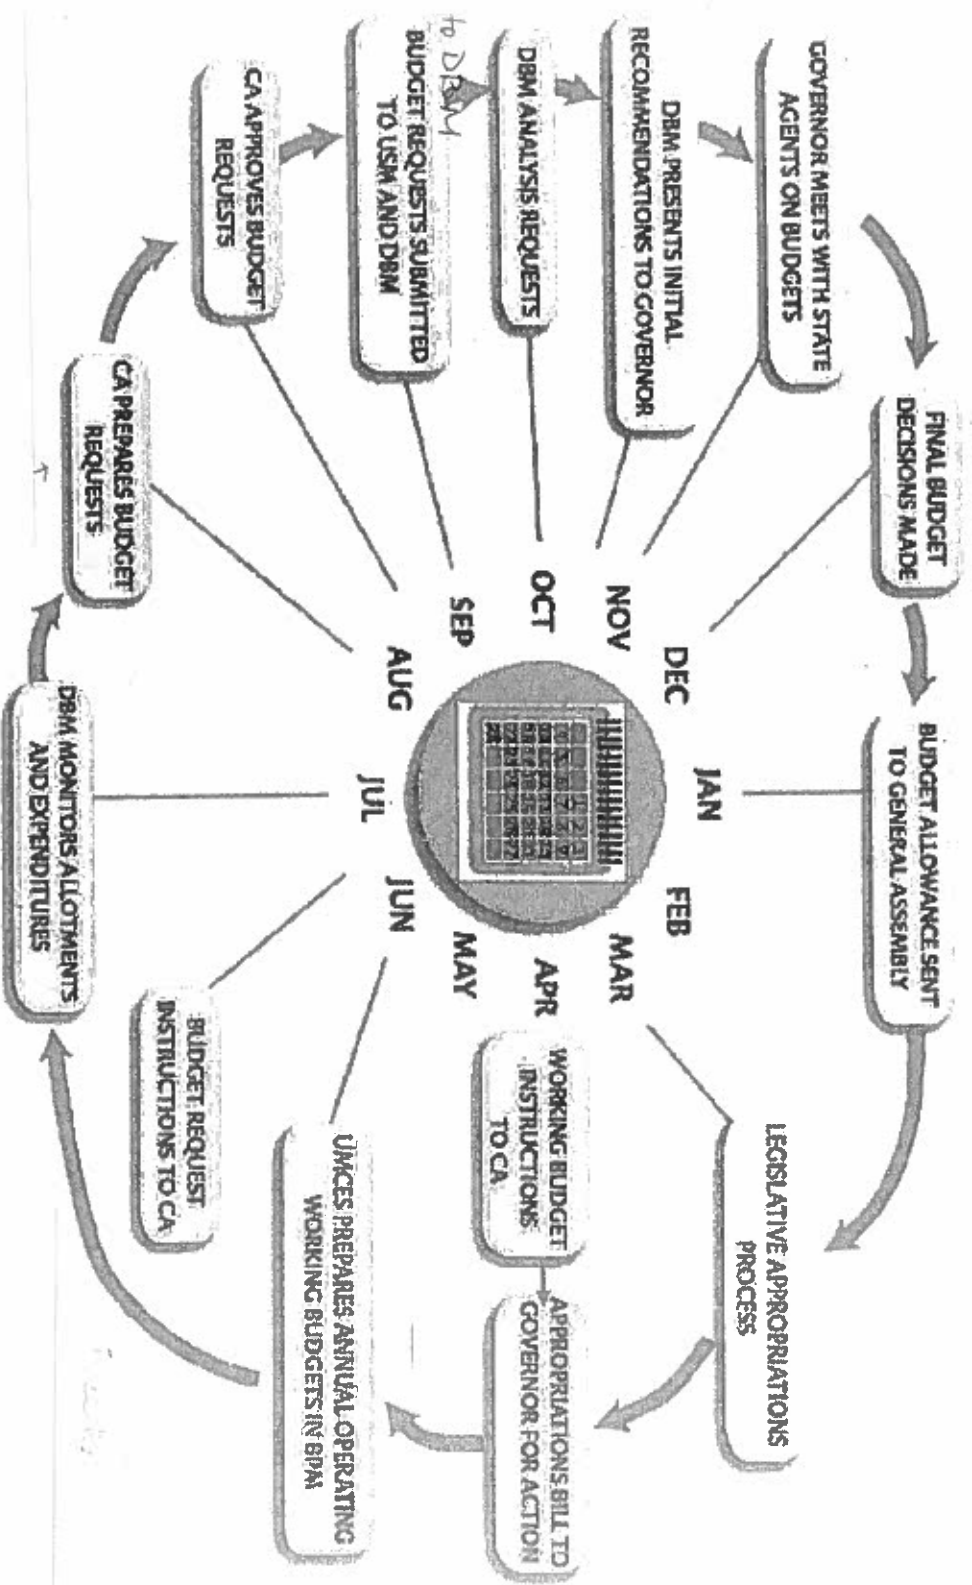 FINAL BUDGET
DECISIONS MADE
BUDGET ALLOWANCE SENT
TO GENERAL ASSEMBLY
GOVERNOR MEETS WITH STATE
AGENTS ON BUDGETS
LEGISLATIVE APPROPRIATIONS
PROCESS
DBM PRESENTS INITIAL
RECOMMENDATIONS TO GOVERNOR
DBM ANALYSIS REQUESTS
to DBM
BUDGET REQUESTS SUBMITTED
TO USM AND DBM
CA APPROVES BUDGET
REQUESTS
CA PREPARES BUDGET
REQUESTS
DBM MONITORS ALLOTMENTS
AND EXPENDITURES
BUDGET REQUEST
INSTRUCTIONS TO CA
UMCES PREPARES ANNUAL OPERATING
WORKING BUDGETS IN BPM
WORKING BUDGET
INSTRUCTIONS
TO CA
APPROPRIATIONS BILL TO
GOVERNOR FOR ACTION
JAN
FEB
MAR
APR
MAY
JUN
JUL
AUG
SEP
OCT
NOV
DEC